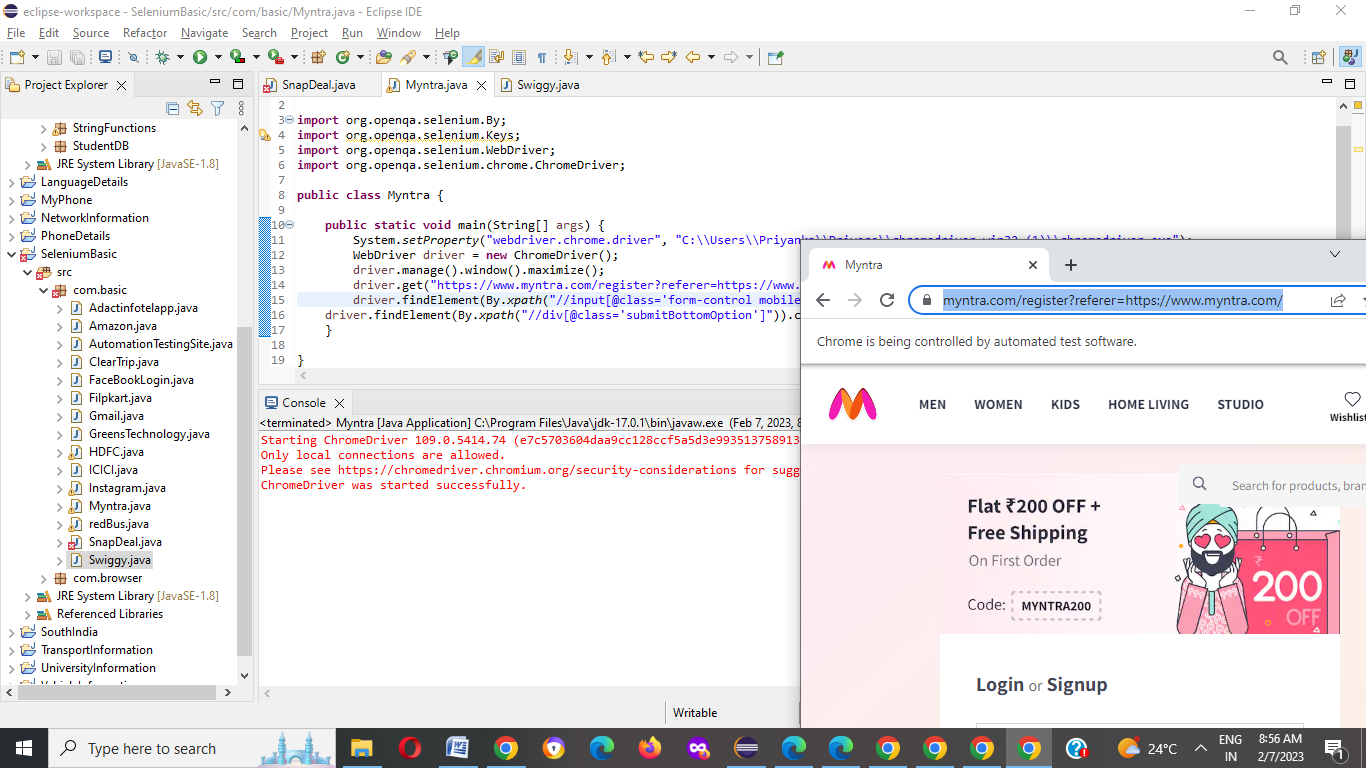 eclipse-workspace - SeleniumBasic/src/com/basic/Myntra.java - Eclipse IDE
File Edit Source Refactor Navigate Search Project Run Window Help
Project Explorer
StringFunctions
StudentDB
JRE System Library [JavaSE-1.8]
LanguageDetails
MyPhone
NetworkInformation
PhoneDetails
SeleniumBasic
src
com.basic
Adactinfotelapp.java
Amazon.java
AutomationTestingSite.java
ClearTrip.java
FaceBookLogin.java
Filpkart.java
Gmail.java
GreensTechnology.java
HDFC.java
ICICI.java
Instagram.java
Myntra.java
redBus.java
SnapDeal.java
Swiggy.java
com.browser
JRE System Library [JavaSE-1.8]
Referenced Libraries
SouthIndia
TransportInformation
UniversityInformation
SnapDeal.java Myntra.java Swiggy.java
2
3 import org.openqa.selenium.By;
4 import org.openqa.selenium.Keys;
5 import org.openqa.selenium.WebDriver;
6 import org.openqa.selenium.chrome.ChromeDriver;
7
8 public class Myntra {
9
10 public static void main(String[] args) {
11 System.setProperty("webdriver.chrome.driver", "C:\\Users\\Priyanka\\Drivers\\chromedriver_win32 (1)\\chromedriver.exe");
12 WebDriver driver = new ChromeDriver();
13 driver.manage().window().maximize();
14 driver.get("https://www.myntra.com/register?referer=https://www.
15 driver.findElement(By.xpath("//input[@class='form-control mobile
16 driver.findElement(By.xpath("//div[@class='submitBottomOption']")).c
17 }
18
19 }
Console
<terminated> Myntra [Java Application] C:\Program Files\Java\jdk-17.0.1\bin\javaw.exe (Feb 7, 2023, 8
Starting ChromeDriver 109.0.5414.74 (e7c5703604daa9cc128ccf5a5d3e993513758913
Only local connections are allowed.
Please see https://chromedriver.chromium.org/security-considerations for sugg
ChromeDriver was started successfully.
Writable
Myntra
myntra.com/register?referer=https://www.myntra.com/
Chrome is being controlled by automated test software.
MEN WOMEN KIDS HOME LIVING STUDIO
Wishlist
Search for products, bran
Flat ₹200 OFF +
Free Shipping
On First Order
Code: MYNTRA200
₹
200
OFF
Login or Signup
Type here to search
24°C
ENG
IN
8:56 AM
2/7/2023
1